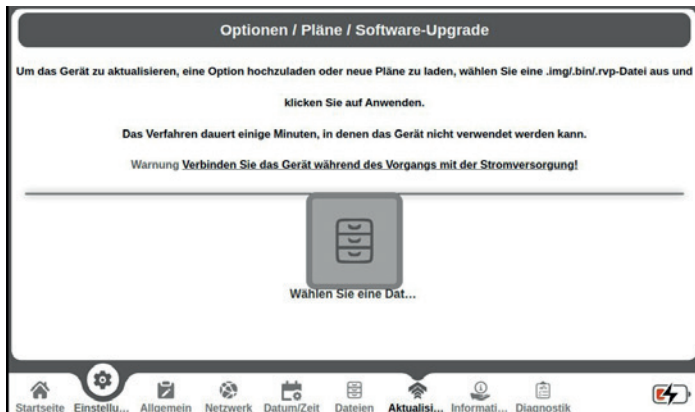 Optionen / Pläne / Software-Upgrade
Um das Gerät zu aktualisieren, eine Option hochzuladen oder neue Pläne zu laden, wählen Sie eine .img/.bin/.rvp-Datei aus und
klicken Sie auf Anwenden.
Das Verfahren dauert einige Minuten, in denen das Gerät nicht verwendet werden kann.
Warnung Verbinden Sie das Gerät während des Vorgangs mit der Stromversorgung!
Wählen Sie eine Dat...
Startseite Einstellu... Allgemein Netzwerk Datum/Zeit Dateien Aktualisi... Informati... Diagnostik